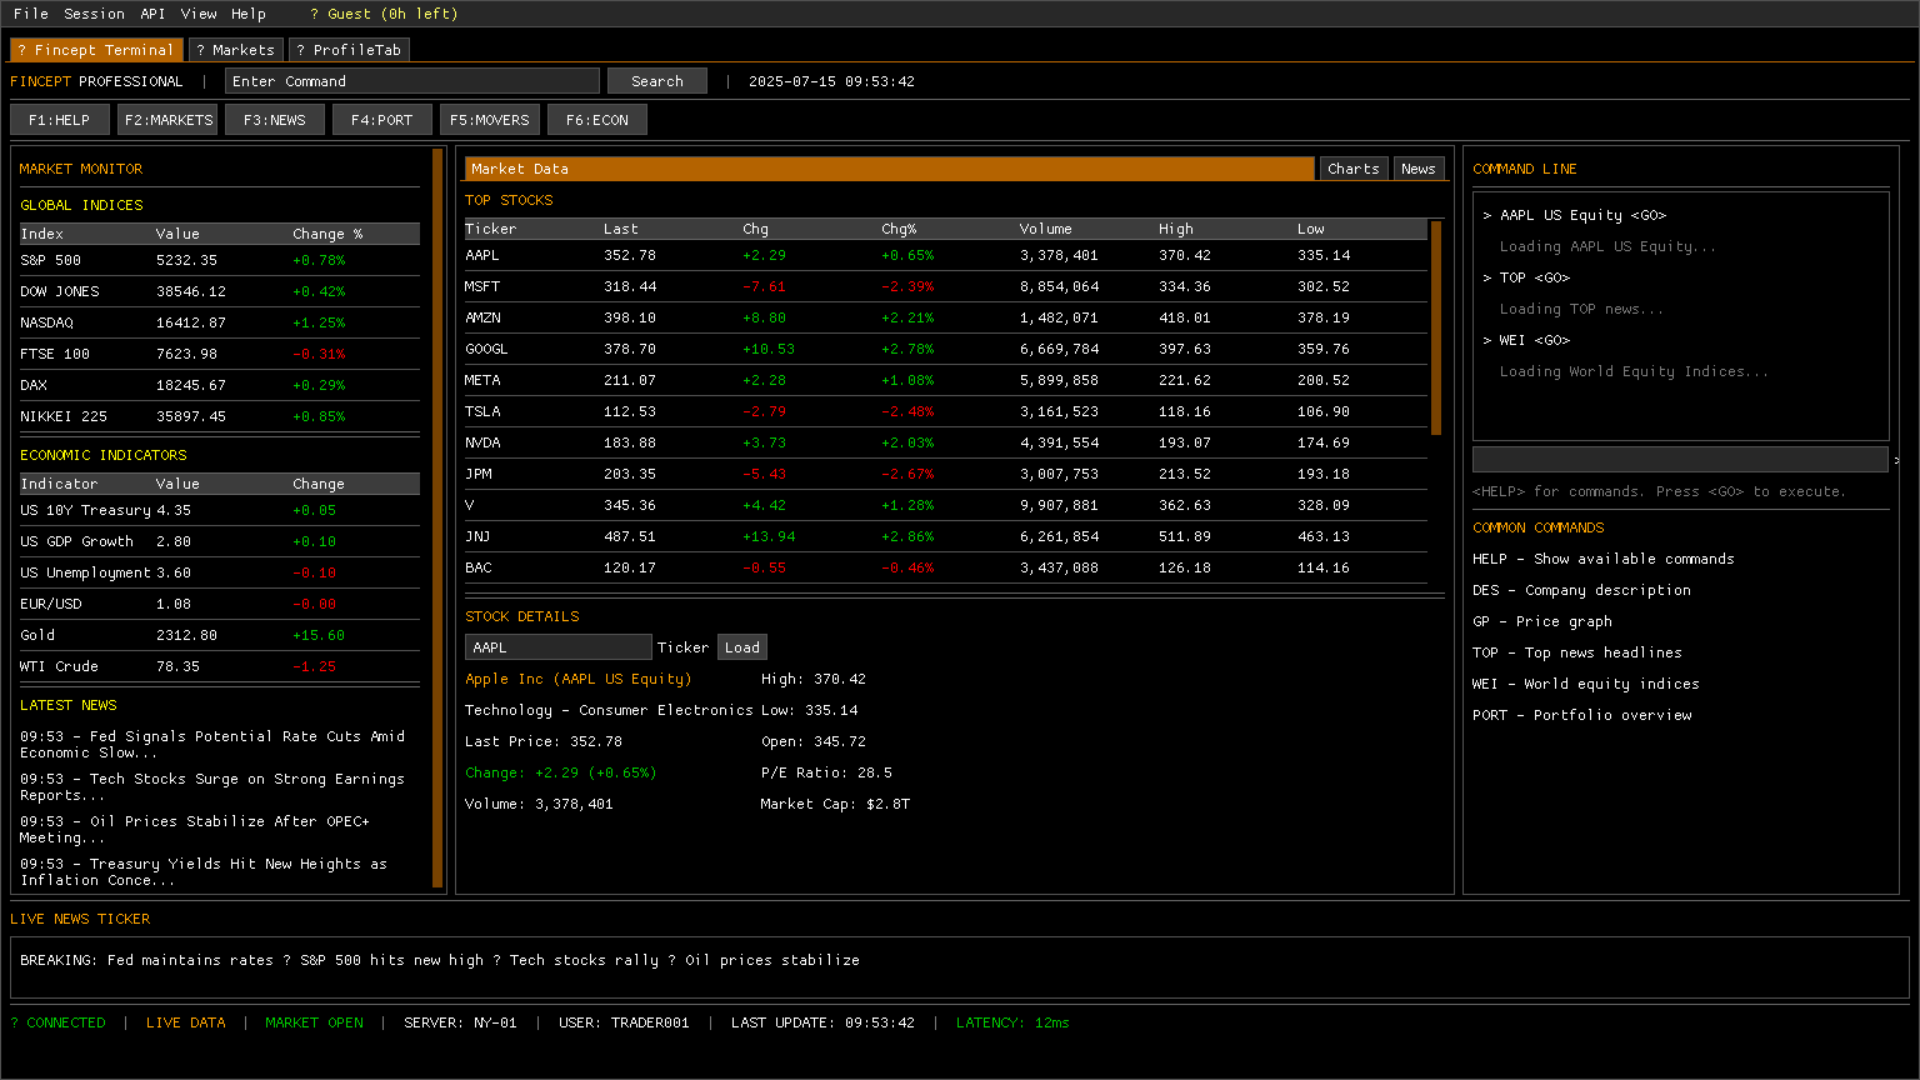 File Session API View Help ? Guest (0h left)
? Fincept Terminal ? Markets ? ProfileTab
FINCEPT PROFESSIONAL | Enter Command Search | 2025-07-15 09:53:42
F1:HELP F2:MARKETS F3:NEWS F4:PORT F5:MOVERS F6:ECON
MARKET MONITOR
GLOBAL INDICES
Index Value Change %
S&P 500 5232.35 +0.78%
DOW JONES 38546.12 +0.42%
NASDAQ 16412.87 +1.25%
FTSE 100 7623.98 -0.31%
DAX 18245.67 +0.29%
NIKKEI 225 35897.45 +0.85%
ECONOMIC INDICATORS
Indicator Value Change
US 10Y Treasury 4.35 +0.05
US GDP Growth 2.80 +0.10
US Unemployment 3.60 -0.10
EUR/USD 1.08 -0.00
Gold 2312.80 +15.60
WTI Crude 78.35 -1.25
LATEST NEWS
09:53 - Fed Signals Potential Rate Cuts Amid
Economic Slow...
09:53 - Tech Stocks Surge on Strong Earnings
Reports...
09:53 - Oil Prices Stabilize After OPEC+
Meeting...
09:53 - Treasury Yields Hit New Heights as
Inflation Conce...
Market Data Charts News
TOP STOCKS
Ticker Last Chg Chg% Volume High Low
AAPL 352.78 +2.29 +0.65% 3,378,401 370.42 335.14
MSFT 318.44 -7.61 -2.39% 8,854,064 334.36 302.52
AMZN 398.10 +8.80 +2.21% 1,482,071 418.01 378.19
GOOGL 378.70 +10.53 +2.78% 6,669,784 397.63 359.76
META 211.07 +2.28 +1.08% 5,899,858 221.62 200.52
TSLA 112.53 -2.79 -2.48% 3,161,523 118.16 106.90
NVDA 183.88 +3.73 +2.03% 4,391,554 193.07 174.69
JPM 203.35 -5.43 -2.67% 3,007,753 213.52 193.18
V 345.36 +4.42 +1.28% 9,907,881 362.63 328.09
JNJ 487.51 +13.94 +2.86% 6,261,854 511.89 463.13
BAC 120.17 -0.55 -0.46% 3,437,088 126.18 114.16
STOCK DETAILS
AAPL Ticker Load
Apple Inc (AAPL US Equity) High: 370.42
Technology - Consumer Electronics Low: 335.14
Last Price: 352.78 Open: 345.72
Change: +2.29 (+0.65%) P/E Ratio: 28.5
Volume: 3,378,401 Market Cap: $2.8T
COMMAND LINE
> AAPL US Equity <GO>
Loading AAPL US Equity...
> TOP <GO>
Loading TOP news...
> WEI <GO>
Loading World Equity Indices...
>
<HELP> for commands. Press <GO> to execute.
COMMON COMMANDS
HELP - Show available commands
DES - Company description
GP - Price graph
TOP - Top news headlines
WEI - World equity indices
PORT - Portfolio overview
LIVE NEWS TICKER
BREAKING: Fed maintains rates ? S&P 500 hits new high ? Tech stocks rally ? Oil prices stabilize
? CONNECTED | LIVE DATA | MARKET OPEN | SERVER: NY-01 | USER: TRADER001 | LAST UPDATE: 09:53:42 | LATENCY: 12ms